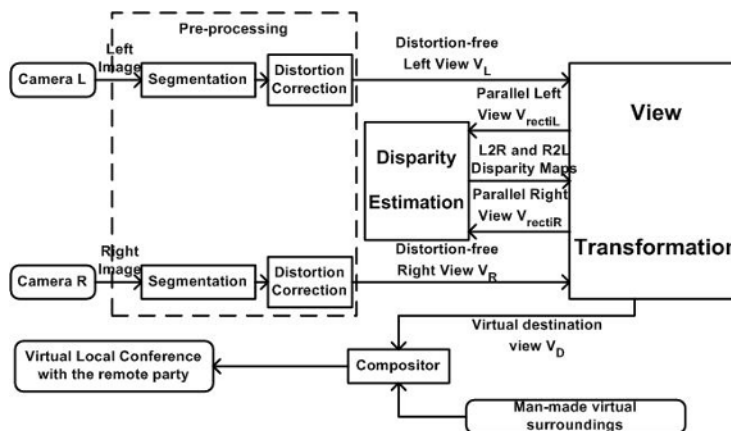 Pre-processing
Camera L
Left
Image
Segmentation
Distortion
Correction
Distortion-free
Left View V_L
View
Transformation
Parallel Left
View V_rectiL
Disparity
Estimation
L2R and R2L
Disparity Maps
Parallel Right
View V_rectiR
Camera R
Right
Image
Segmentation
Distortion
Correction
Distortion-free
Right View V_R
Virtual destination
view V_D
Virtual Local Conference
with the remote party
Compositor
Man-made virtual
surroundings